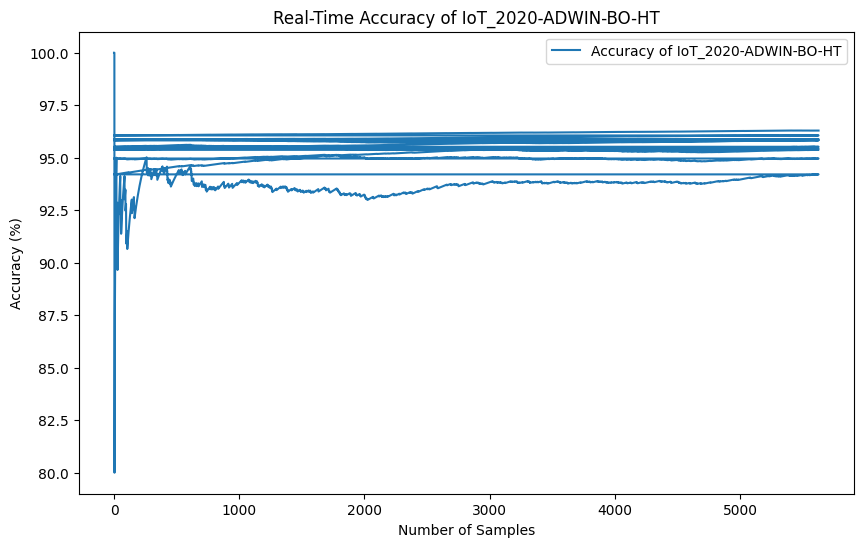 Real-Time Accuracy of IoT_2020-ADWIN-BO-HT
Accuracy of IoT_2020-ADWIN-BO-HT
100.0
97.5
95.0
92.5
90.0
87.5
85.0
82.5
80.0
Accuracy (%)
0 1000 2000 3000 4000 5000
Number of Samples